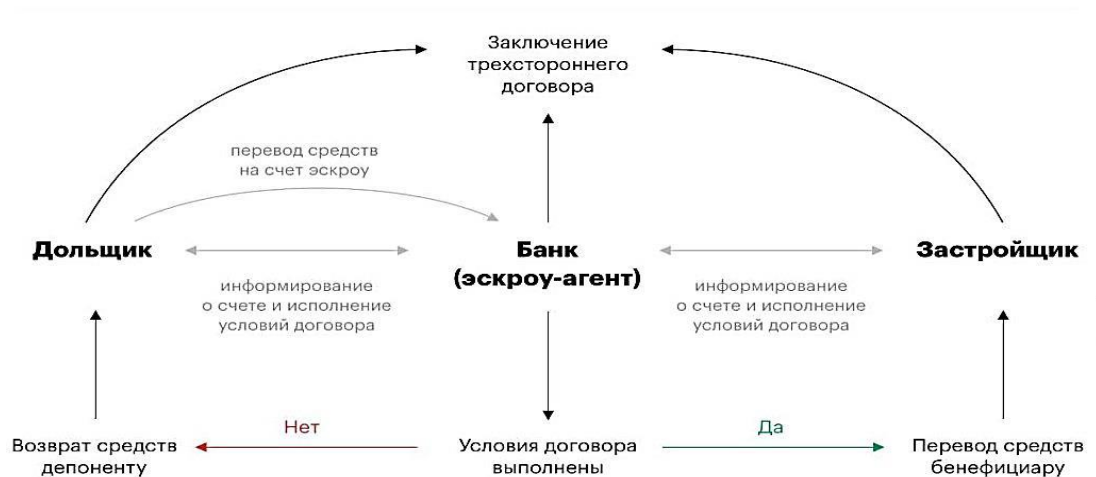 Заключение
трехстороннего
договора
перевод средств
на счет эскроу
Дольщик
Банк
(эскроу-агент)
Застройщик
информирование
о счете и исполнение
условий договора
информирование
о счете и исполнение
условий договора
Нет
Да
Возврат средств
депоненту
Условия договора
выполнены
Перевод средств
бенефициару